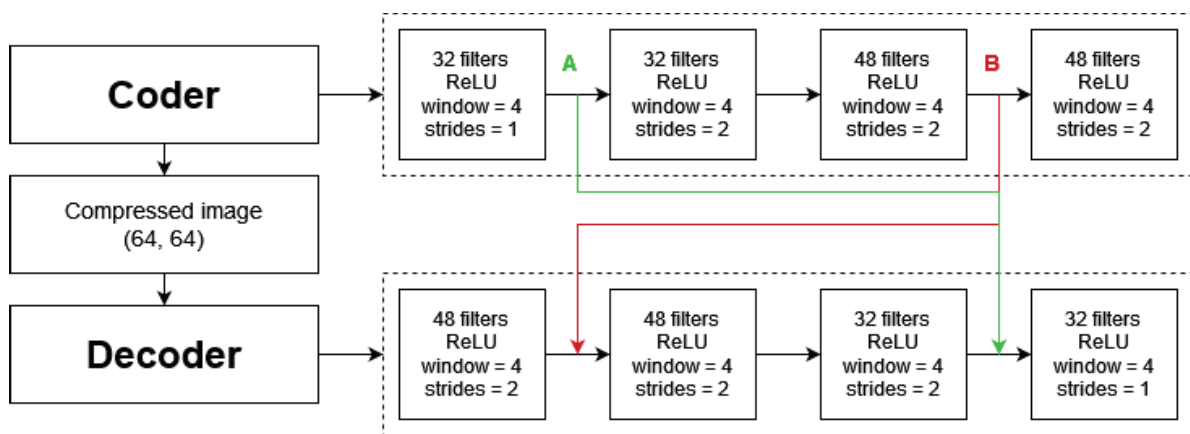 Coder
32 filters
ReLU
window = 4
strides = 1
A
32 filters
ReLU
window = 4
strides = 2
48 filters
ReLU
window = 4
strides = 2
B
48 filters
ReLU
window = 4
strides = 2
Compressed image
(64, 64)
Decoder
48 filters
ReLU
window = 4
strides = 2
48 filters
ReLU
window = 4
strides = 2
32 filters
ReLU
window = 4
strides = 2
32 filters
ReLU
window = 4
strides = 1